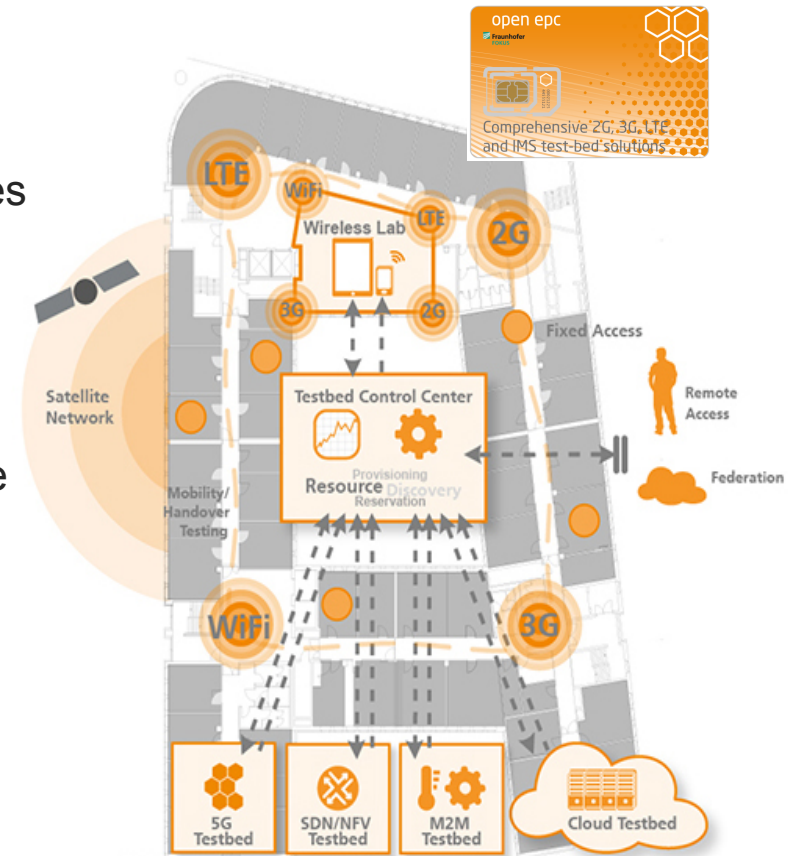 open epc
Fraunhofer
FOKUS
Comprehensive 2G, 3G, LTE
and IMS test-bed solutions
es
e
LTE
WiFi
LTE
2G
Wireless Lab
3G
2G
Fixed Access
Satellite
Network
Testbed Control Center
Remote
Access
Provisioning
Resource Discovery
Reservation
Federation
Mobility/
Handover
Testing
WiFi
3G
5G
Testbed
SDN/NFV
Testbed
M2M
Testbed
Cloud Testbed